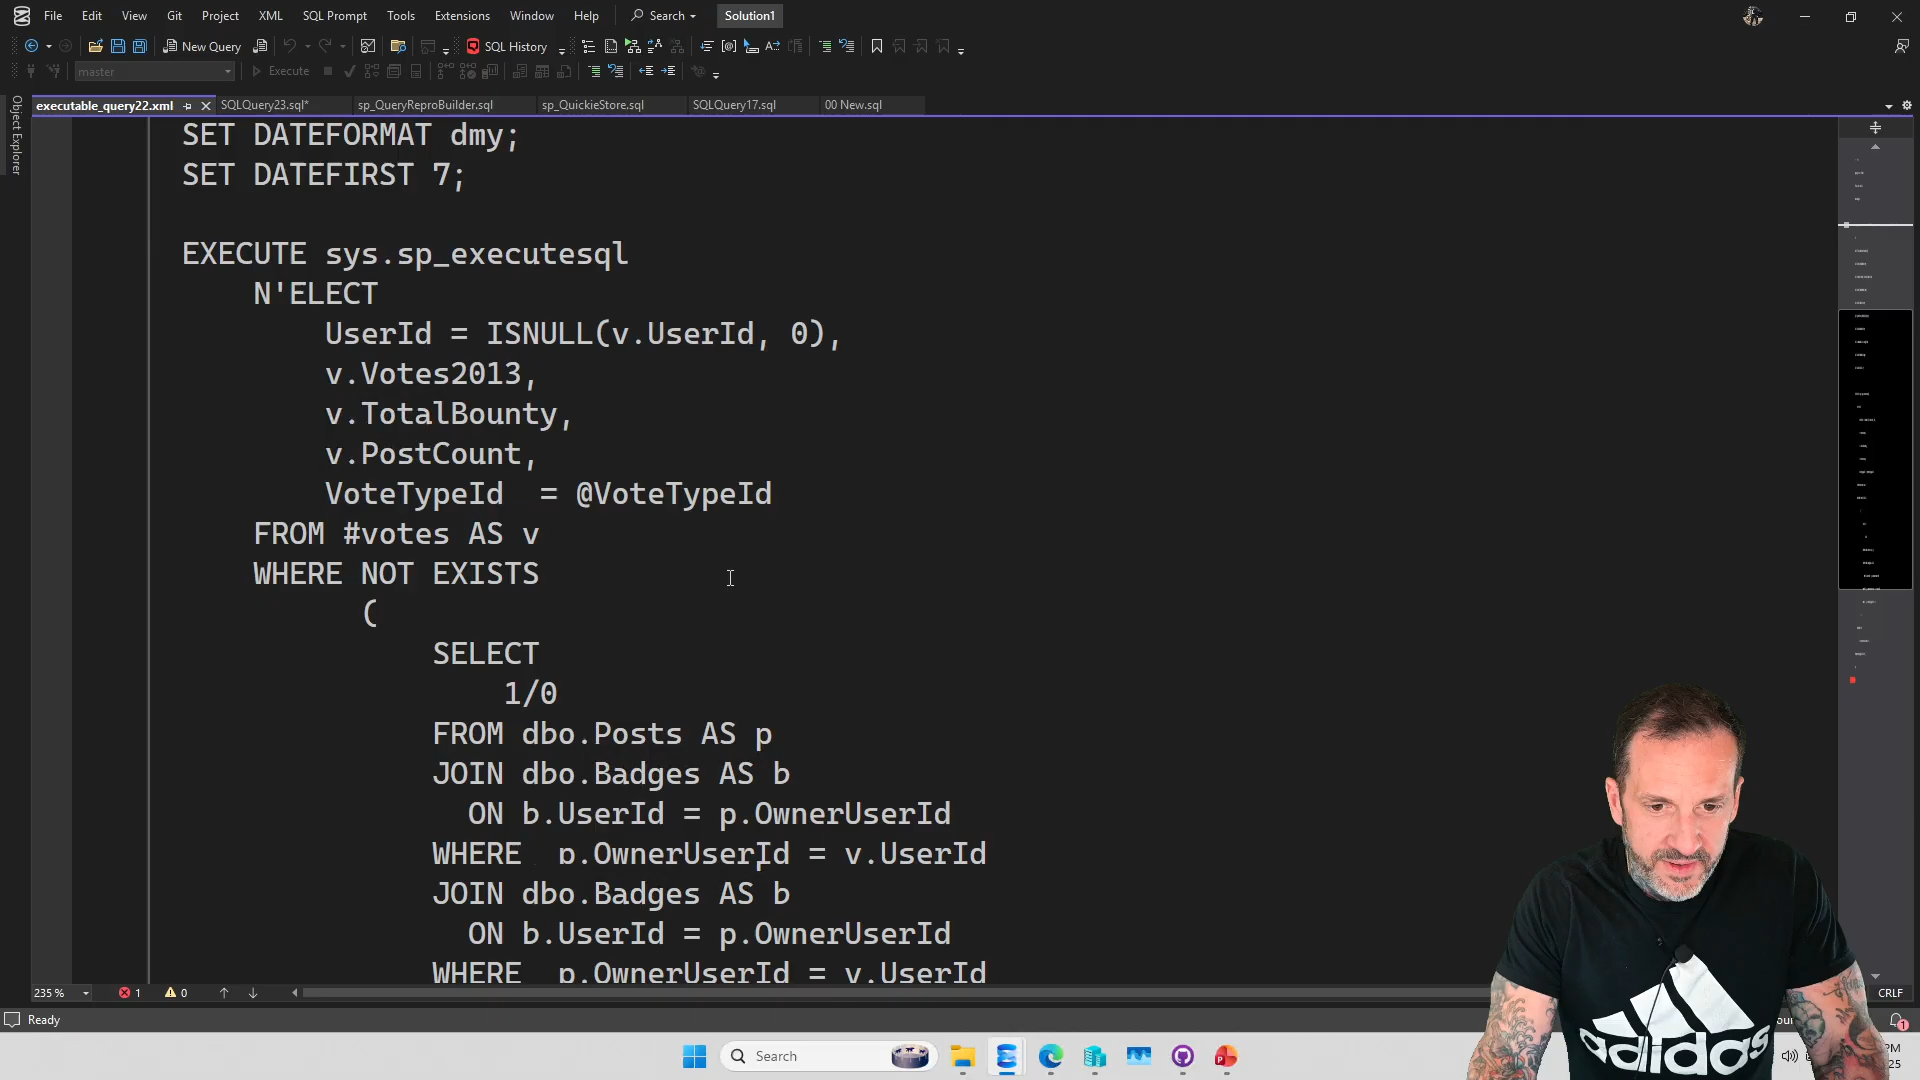 File Edit View Git Project XML SQL Prompt Tools Extensions Window Help Search Solution1
New Query SQL History
master Execute
executable_query22.xml SQLQuery23.sql* sp_QueryReproBuilder.sql sp_QuickieStore.sql SQLQuery17.sql 00 New.sql
Object Explorer
SET DATEFORMAT dmy;
SET DATEFIRST 7;
EXECUTE sys.sp_executesql
N'ELECT
UserId = ISNULL(v.UserId, 0),
v.Votes2013,
v.TotalBounty,
v.PostCount,
VoteTypeId = @VoteTypeId
FROM #votes AS v
WHERE NOT EXISTS
(
SELECT
1/0
FROM dbo.Posts AS p
JOIN dbo.Badges AS b
ON b.UserId = p.OwnerUserId
WHERE p.OwnerUserId = v.UserId
JOIN dbo.Badges AS b
ON b.UserId = p.OwnerUserId
WHERE p.OwnerUserId = v.UserId
235 % 1 0 CRLF
Ready
Search
adidas